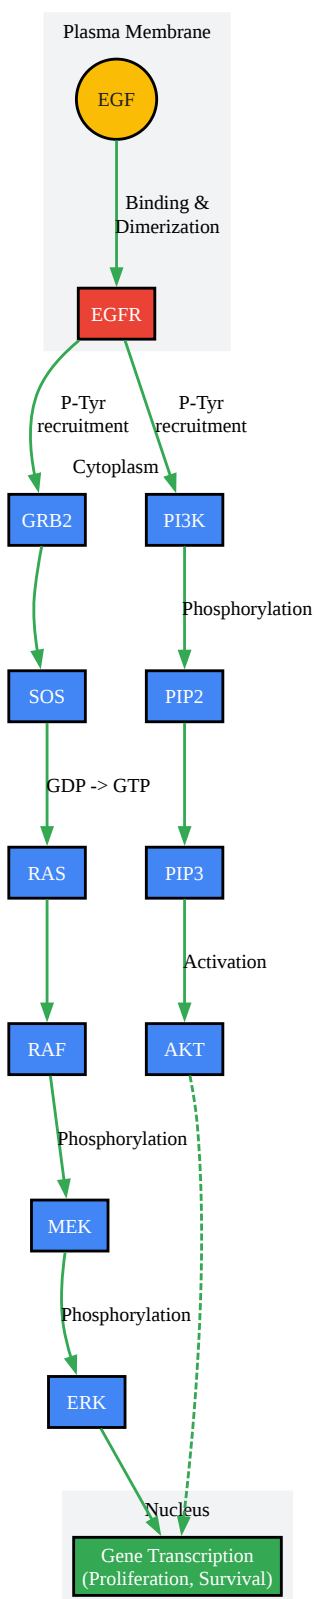 Plasma Membrane
EGF
Binding &
Dimerization
EGFR
P-Tyr
recruitment
P-Tyr
recruitment
Cytoplasm
GRB2
PI3K
Phosphorylation
SOS
PIP2
GDP -> GTP
RAS
PIP3
Activation
RAF
AKT
Phosphorylation
MEK
Phosphorylation
ERK
Nucleus
Gene Transcription
(Proliferation, Survival)